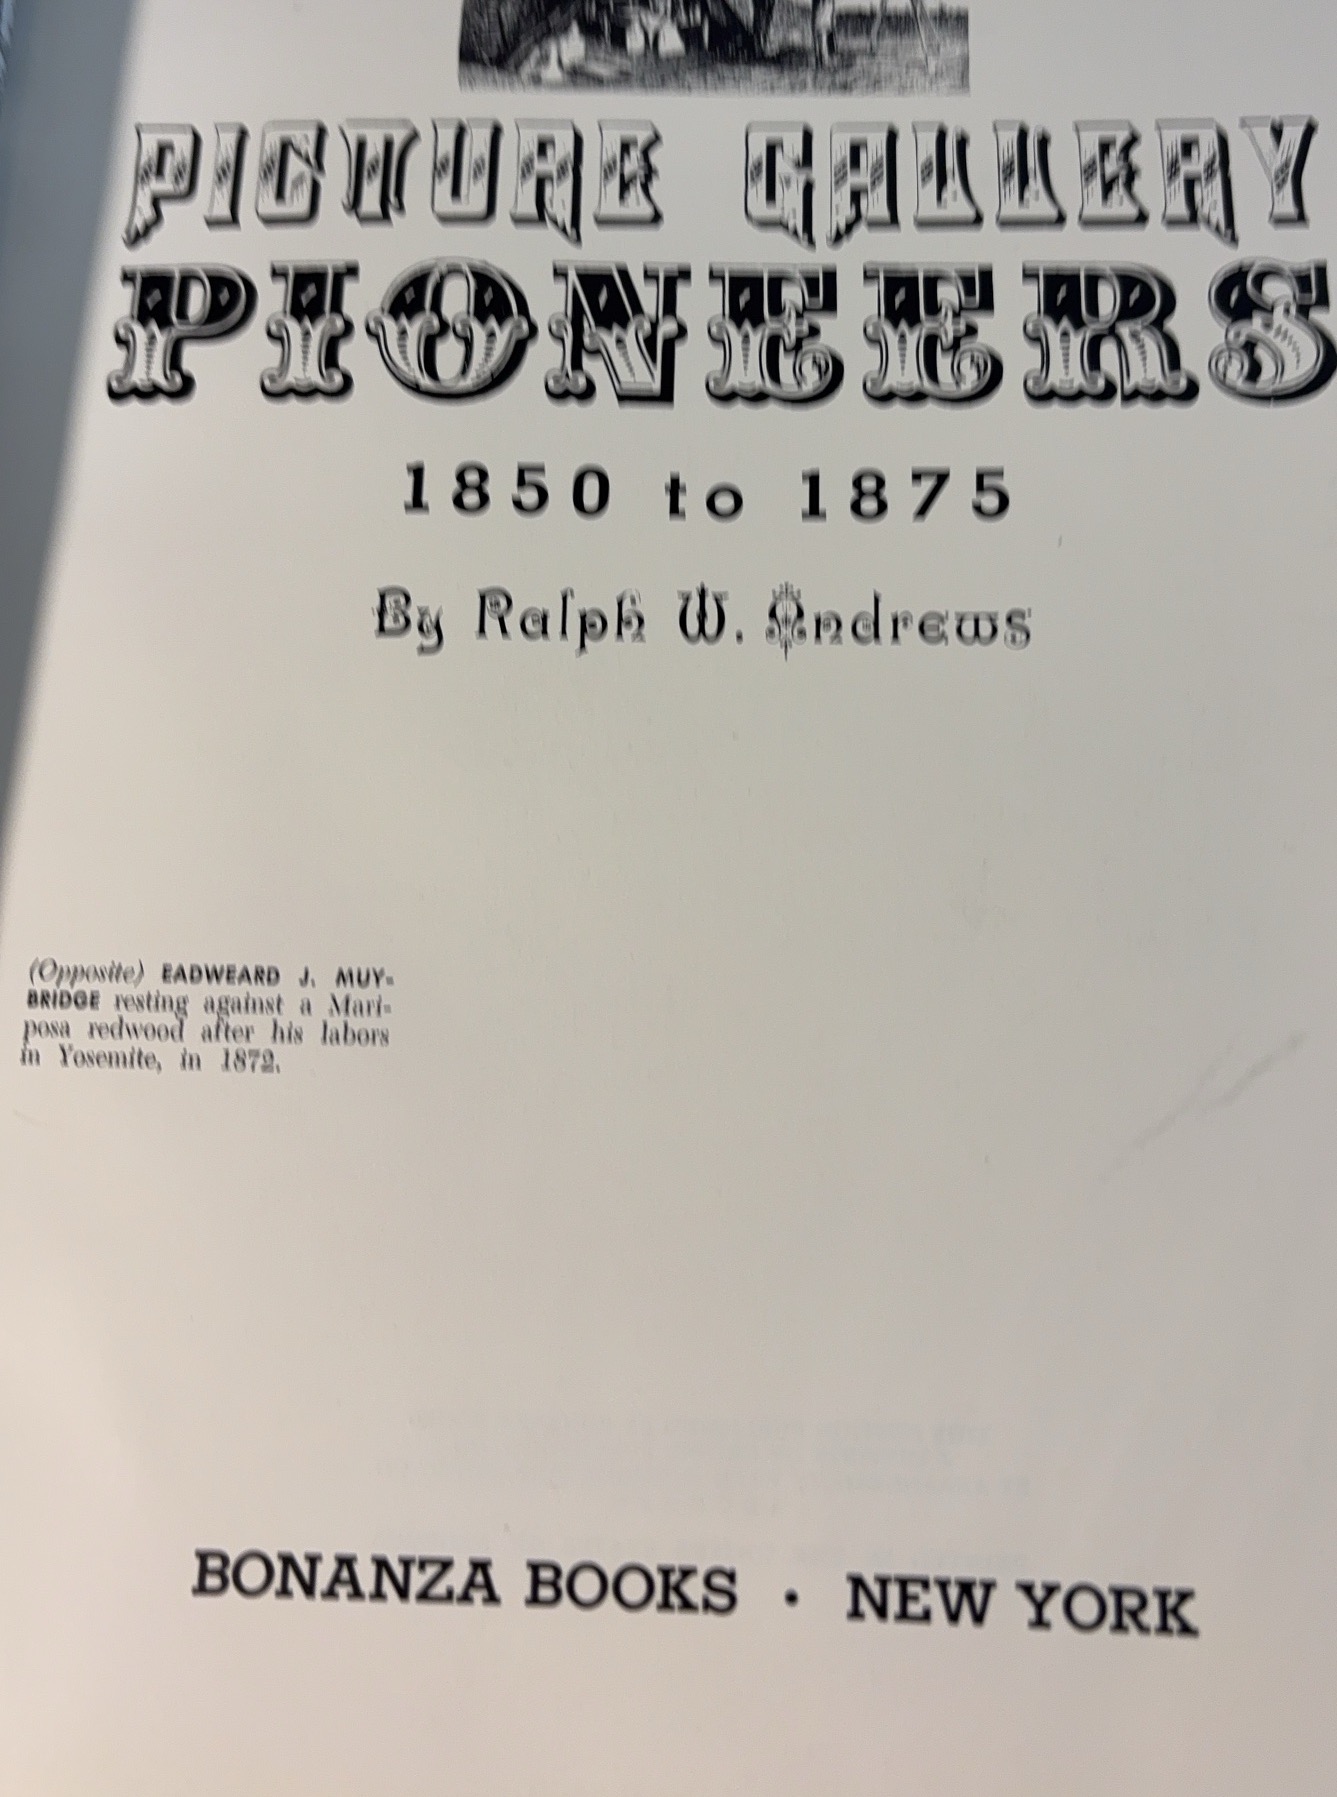 PICTURE GALLERY
PIONEERS
1850 to 1875
By Ralph W. Andrews
(Opposite) EADWEARD J. MUY-
BRIDGE resting against a Mari-
posa redwood after his labors
in Yosemite, in 1872.
BONANZA BOOKS · NEW YORK